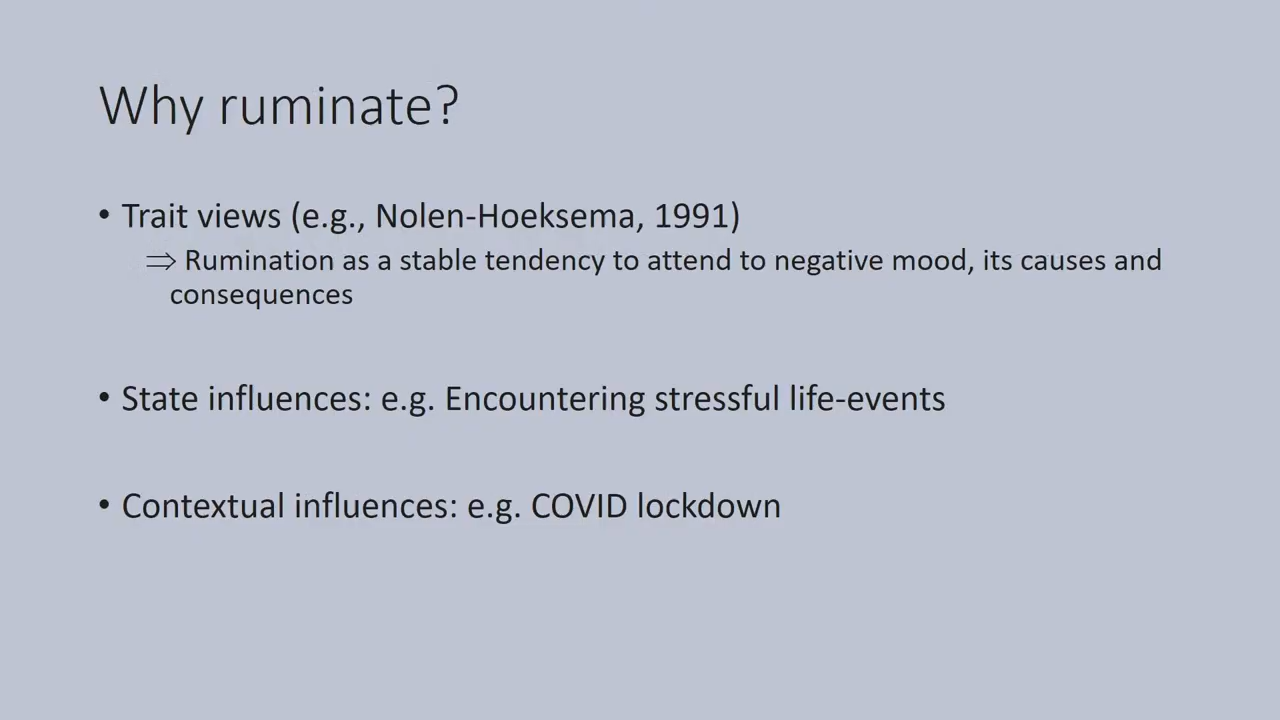 Why ruminate?
• Trait views (e.g., Nolen-Hoeksema, 1991)
⇒ Rumination as a stable tendency to attend to negative mood, its causes and
consequences
• State influences: e.g. Encountering stressful life-events
• Contextual influences: e.g. COVID lockdown